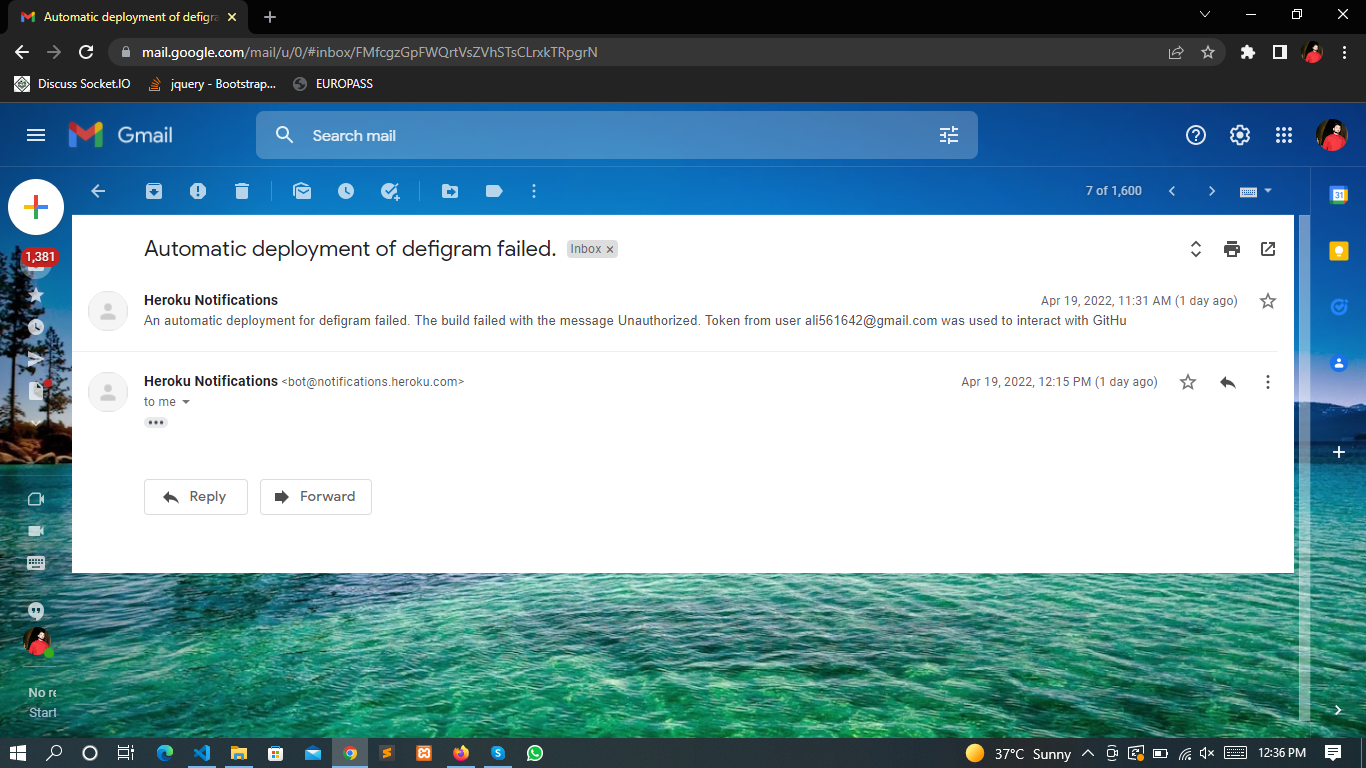 Automatic deployment of defigra
mail.google.com/mail/u/0/#inbox/FMfcgzGpFWQrtVsZVhSTsCLrxkTRpgrN
Discuss Socket.IO
jquery - Bootstrap...
EUROPASS
Gmail
Search mail
7 of 1,600
31
1,381
Automatic deployment of defigram failed.
Inbox ×
Heroku Notifications
Apr 19, 2022, 11:31 AM (1 day ago)
An automatic deployment for defigram failed. The build failed with the message Unauthorized. Token from user ali561642@gmail.com was used to interact with GitHu
Heroku Notifications <bot@notifications.heroku.com>
Apr 19, 2022, 12:15 PM (1 day ago)
to me
Reply
Forward
No re
Start
37°C Sunny
12:36 PM